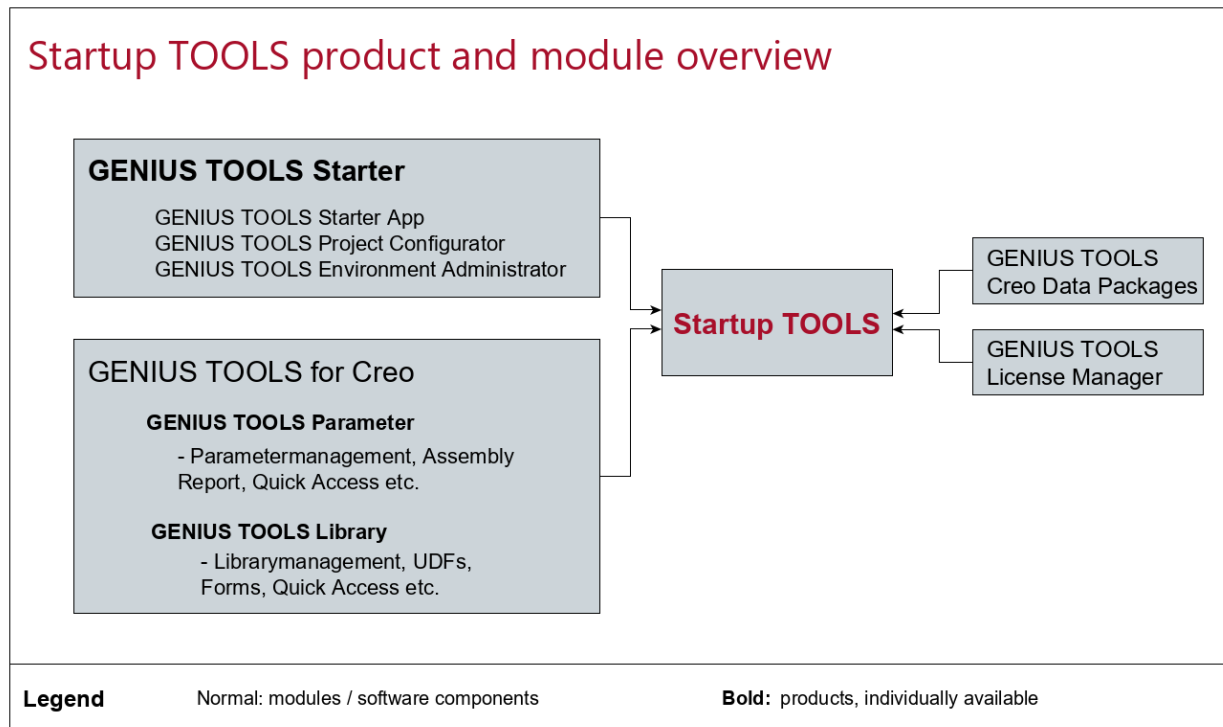 Startup TOOLS product and module overview
GENIUS TOOLS Starter
GENIUS TOOLS Starter App
GENIUS TOOLS Project Configurator
GENIUS TOOLS Environment Administrator
GENIUS TOOLS for Creo
GENIUS TOOLS Parameter
- Parametermanagement, Assembly
Report, Quick Access etc.
GENIUS TOOLS Library
- Librarymanagement, UDFs,
Forms, Quick Access etc.
Startup TOOLS
GENIUS TOOLS
Creo Data Packages
GENIUS TOOLS
License Manager
Legend
Normal: modules / software components
Bold: products, individually available